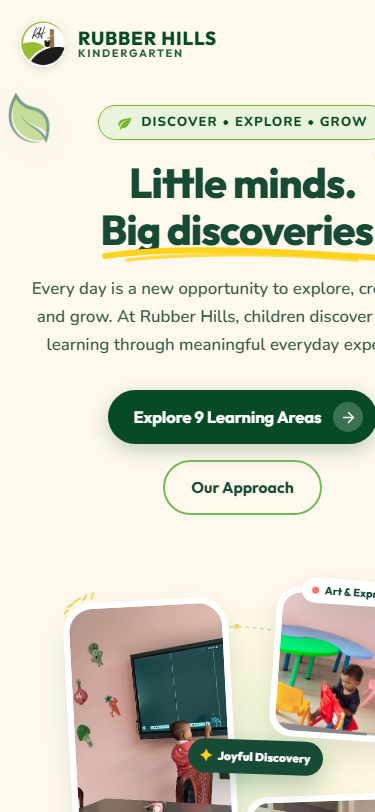 RH
RUBBER HILLS
KINDERGARTEN
DISCOVER • EXPLORE • GROW
Little minds.
Big discoveries
Every day is a new opportunity to explore, cr
and grow. At Rubber Hills, children discover
learning through meaningful everyday expe
Explore 9 Learning Areas
Our Approach
Art & Expr
Joyful Discovery